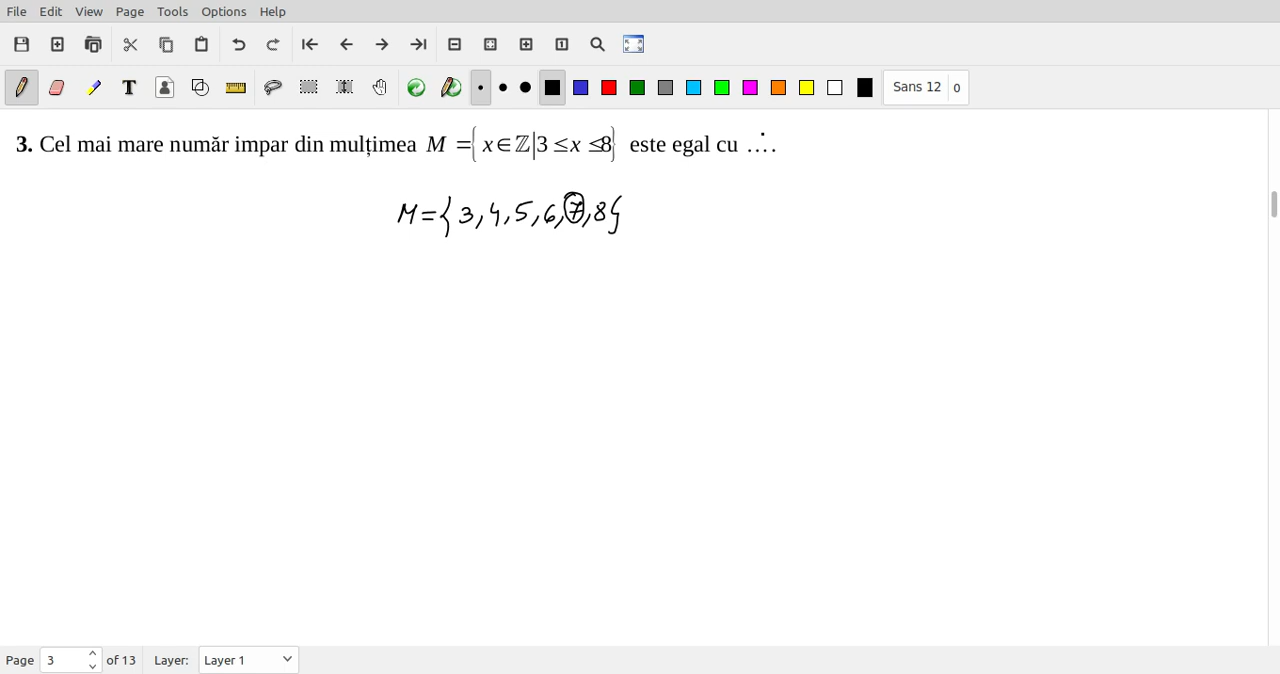 File Edit View Page Tools Options Help
Sans 12 0
3. Cel mai mare număr impar din mulțimea M = { x∈ℤ|3 ≤x ≤8} este egal cu ….
M={3,4,5,6,7,8}
Page 3 of 13 Layer: Layer 1